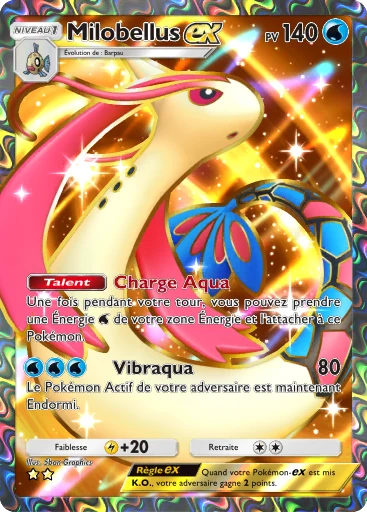 NIVEAU 1 Milobellus ex PV 140
Évolution de : Barpau
Talent Charge Aqua
Une fois pendant votre tour, vous pouvez prendre
une Énergie de votre zone Énergie et l'attacher à ce
Pokémon.
Vibraqua 80
Le Pokémon Actif de votre adversaire est maintenant
Endormi.
Faiblesse +20 Retraite
Illus. 5ban Graphics
Règle ex Quand votre Pokémon-ex est mis
K.O., votre adversaire gagne 2 points.